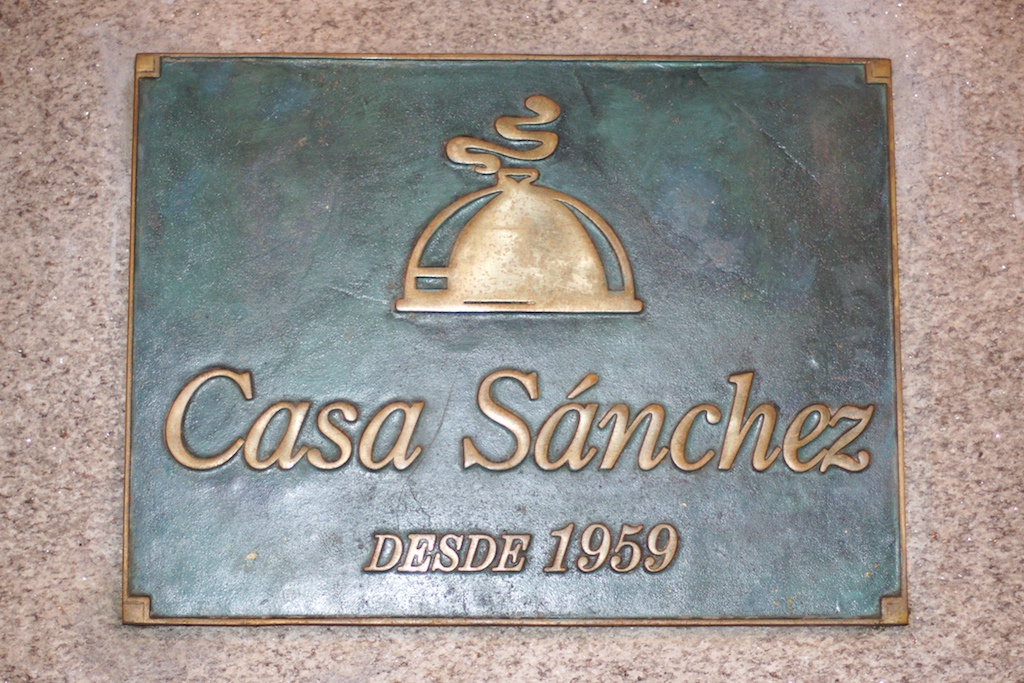 Casa Sánchez
DESDE 1959